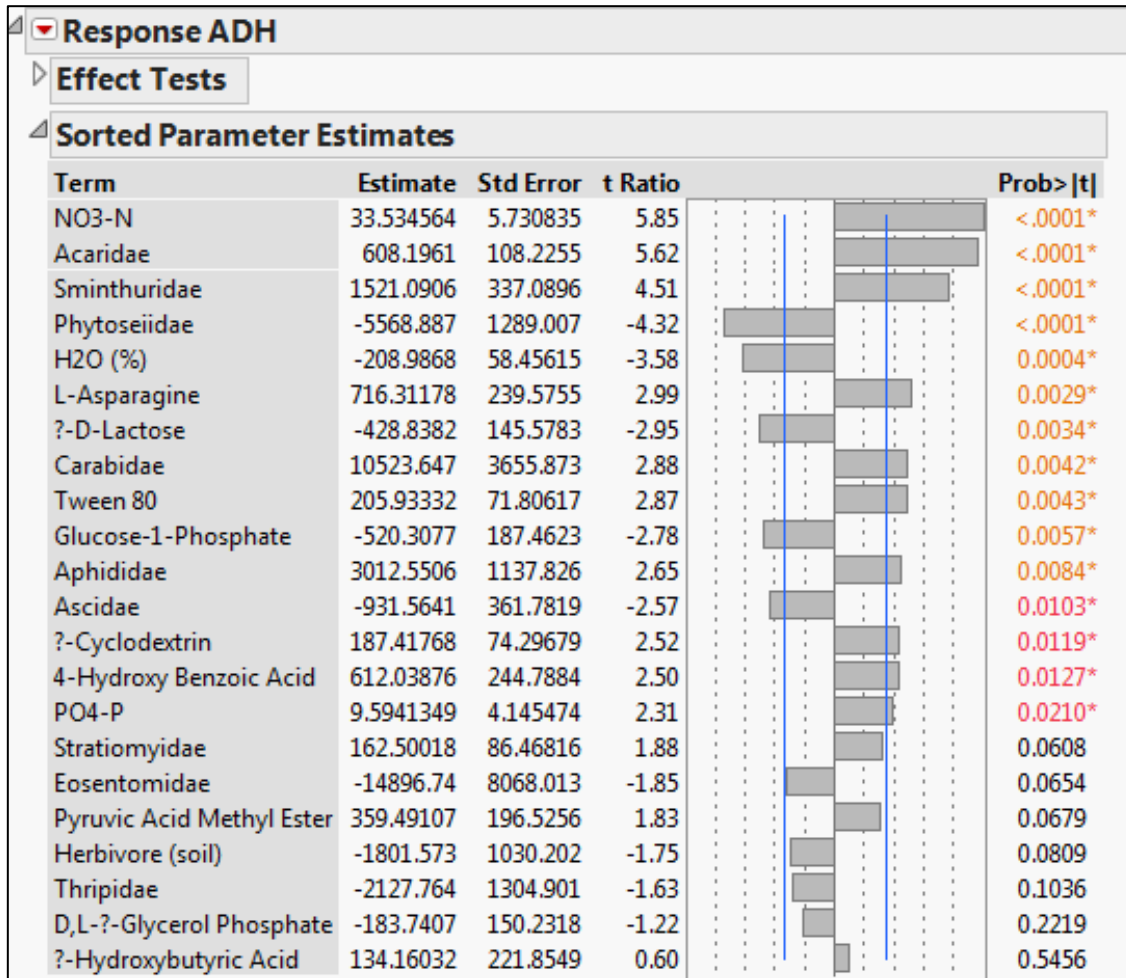 Response ADH
Effect Tests
Sorted Parameter Estimates
Term Estimate Std Error t Ratio Prob>|t|
NO3-N 33.534564 5.730835 5.85 <.0001*
Acaridae 608.1961 108.2255 5.62 <.0001*
Sminthuridae 1521.0906 337.0896 4.51 <.0001*
Phytoseiidae -5568.887 1289.007 -4.32 <.0001*
H2O (%) -208.9868 58.45615 -3.58 0.0004*
L-Asparagine 716.31178 239.5755 2.99 0.0029*
?-D-Lactose -428.8382 145.5783 -2.95 0.0034*
Carabidae 10523.647 3655.873 2.88 0.0042*
Tween 80 205.93332 71.80617 2.87 0.0043*
Glucose-1-Phosphate -520.3077 187.4623 -2.78 0.0057*
Aphididae 3012.5506 1137.826 2.65 0.0084*
Ascidae -931.5641 361.7819 -2.57 0.0103*
?-Cyclodextrin 187.41768 74.29679 2.52 0.0119*
4-Hydroxy Benzoic Acid 612.03876 244.7884 2.50 0.0127*
PO4-P 9.5941349 4.145474 2.31 0.0210*
Stratiomyidae 162.50018 86.46816 1.88 0.0608
Eosentomidae -14896.74 8068.013 -1.85 0.0654
Pyruvic Acid Methyl Ester 359.49107 196.5256 1.83 0.0679
Herbivore (soil) -1801.573 1030.202 -1.75 0.0809
Thripidae -2127.764 1304.901 -1.63 0.1036
D,L-?-Glycerol Phosphate -183.7407 150.2318 -1.22 0.2219
?-Hydroxybutyric Acid 134.16032 221.8549 0.60 0.5456